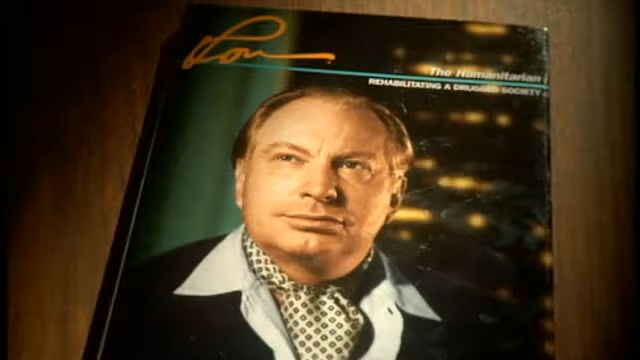 Ron
The Humanitarian
REHABILITATING A DRUGGED SOCIETY